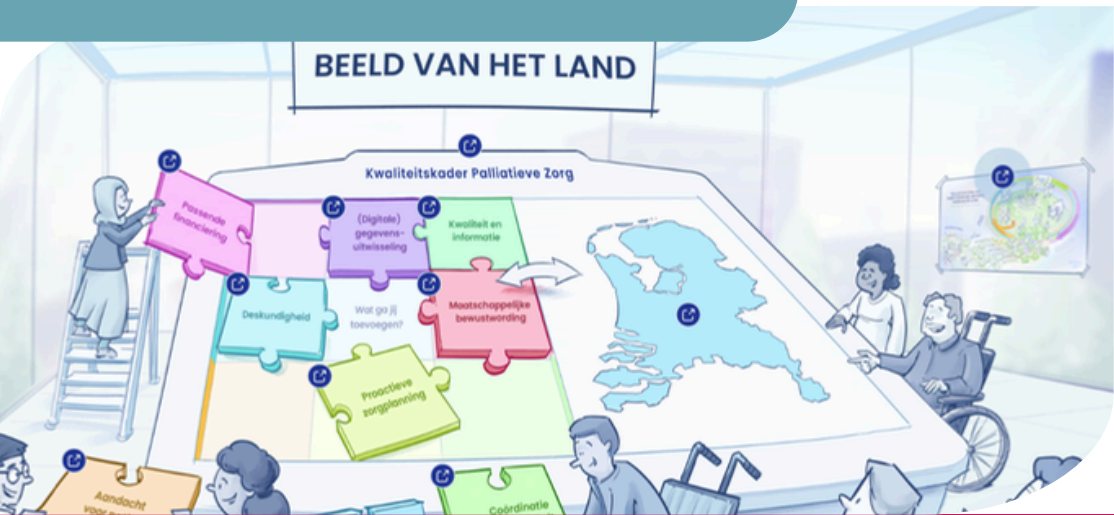 BEELD VAN HET LAND
Kwaliteitskader Palliatieve Zorg
Passende
financiering
(Digitale)
gegevens-
uitwisseling
Kwaliteit en
informatie
Deskundigheid
Wat ga jij
toevoegen?
Maatschappelijke
bewustwording
Proactieve
zorgplanning
Aandacht
voor
Coördinatie